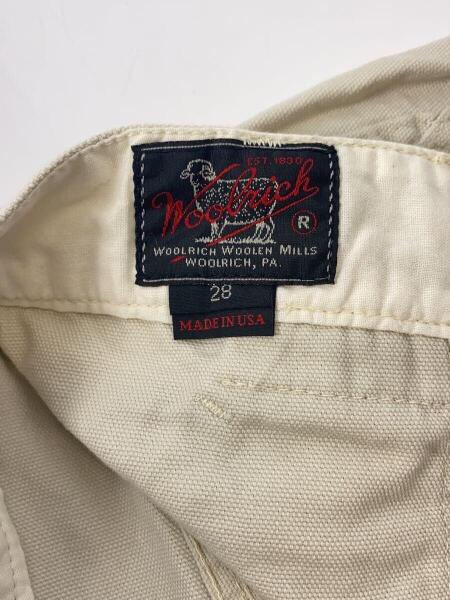 EST. 1830
Woolrich
R
WOOLRICH WOOLEN MILLS
WOOLRICH, PA.
28
MADE IN USA